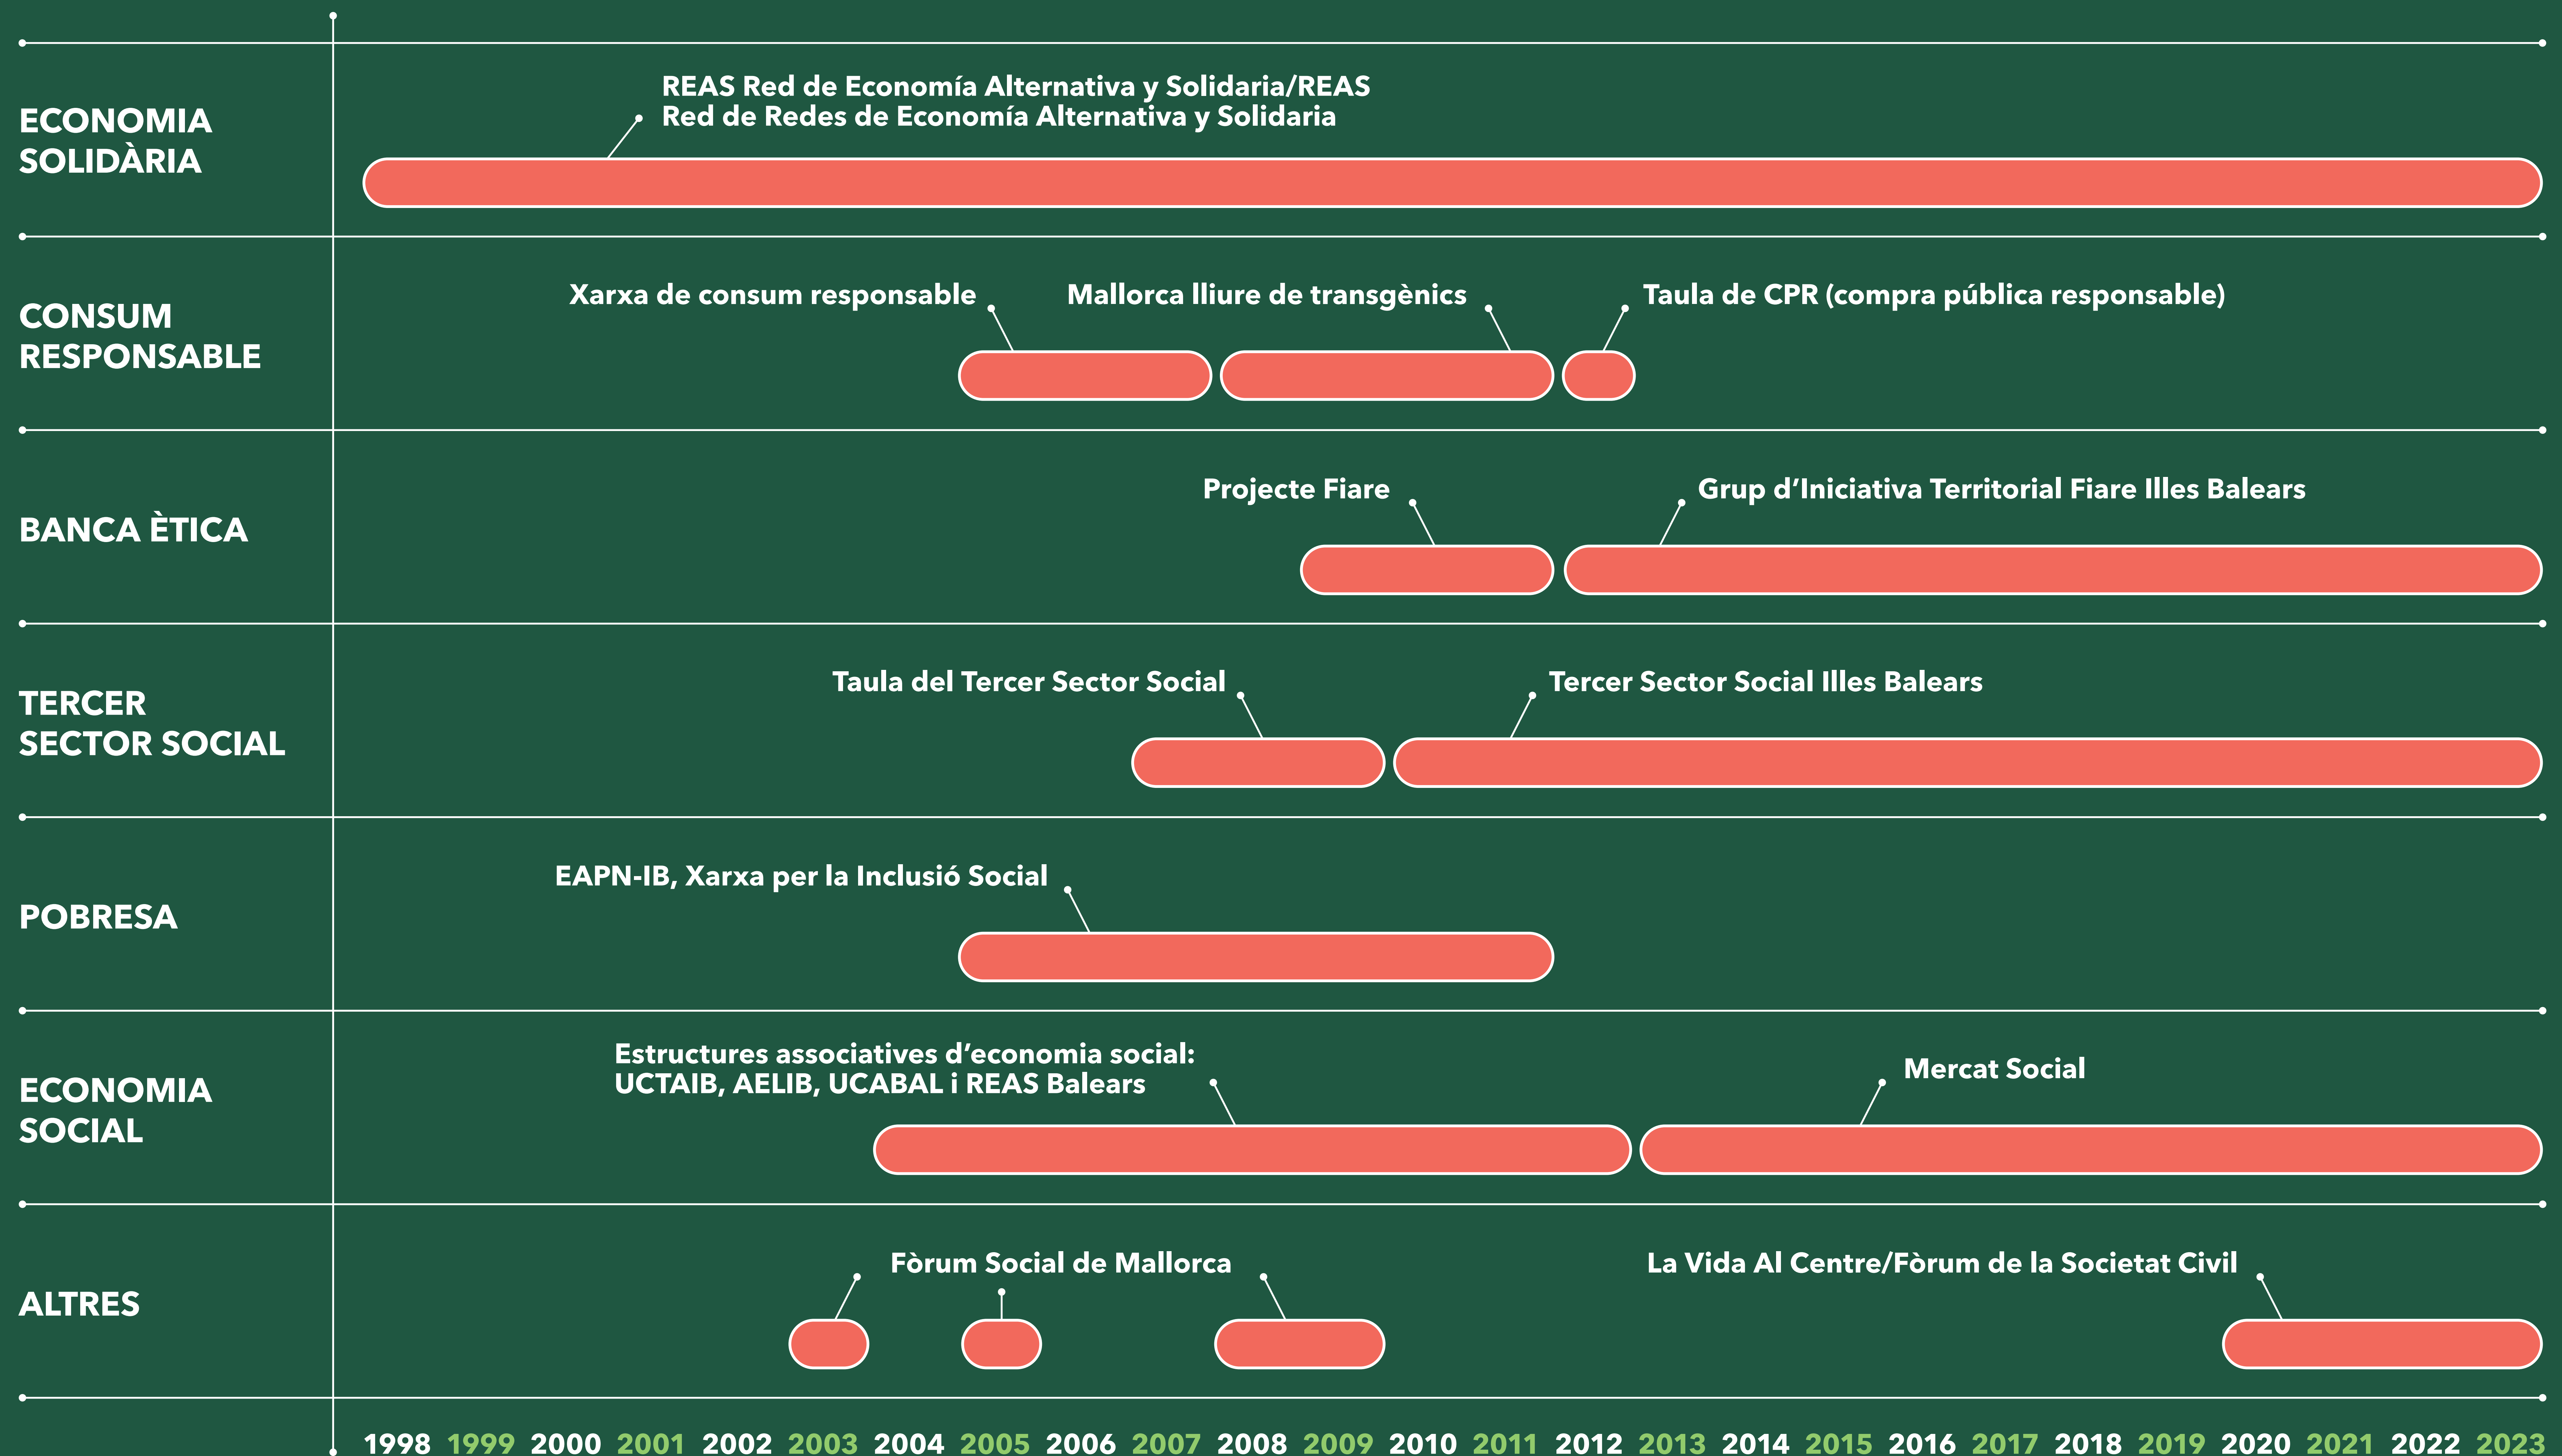 ECONOMIA
SOLIDÀRIA
REAS Red de Economía Alternativa y Solidaria/REAS
Red de Redes de Economía Alternativa y Solidaria
CONSUM
RESPONSABLE
Xarxa de consum responsable
Mallorca lliure de transgènics
Taula de CPR (compra pública responsable)
BANCA ÈTICA
Projecte Fiare
Grup d’Iniciativa Territorial Fiare Illes Balears
TERCER
SECTOR SOCIAL
Taula del Tercer Sector Social
Tercer Sector Social Illes Balears
POBRESA
EAPN-IB, Xarxa per la Inclusió Social
ECONOMIA
SOCIAL
Estructures associatives d’economia social:
UCTAIB, AELIB, UCABAL i REAS Balears
Mercat Social
ALTRES
Fòrum Social de Mallorca
La Vida Al Centre/Fòrum de la Societat Civil
1998 1999 2000 2001 2002 2003 2004 2005 2006 2007 2008 2009 2010 2011 2012 2013 2014 2015 2016 2017 2018 2019 2020 2021 2022 2023